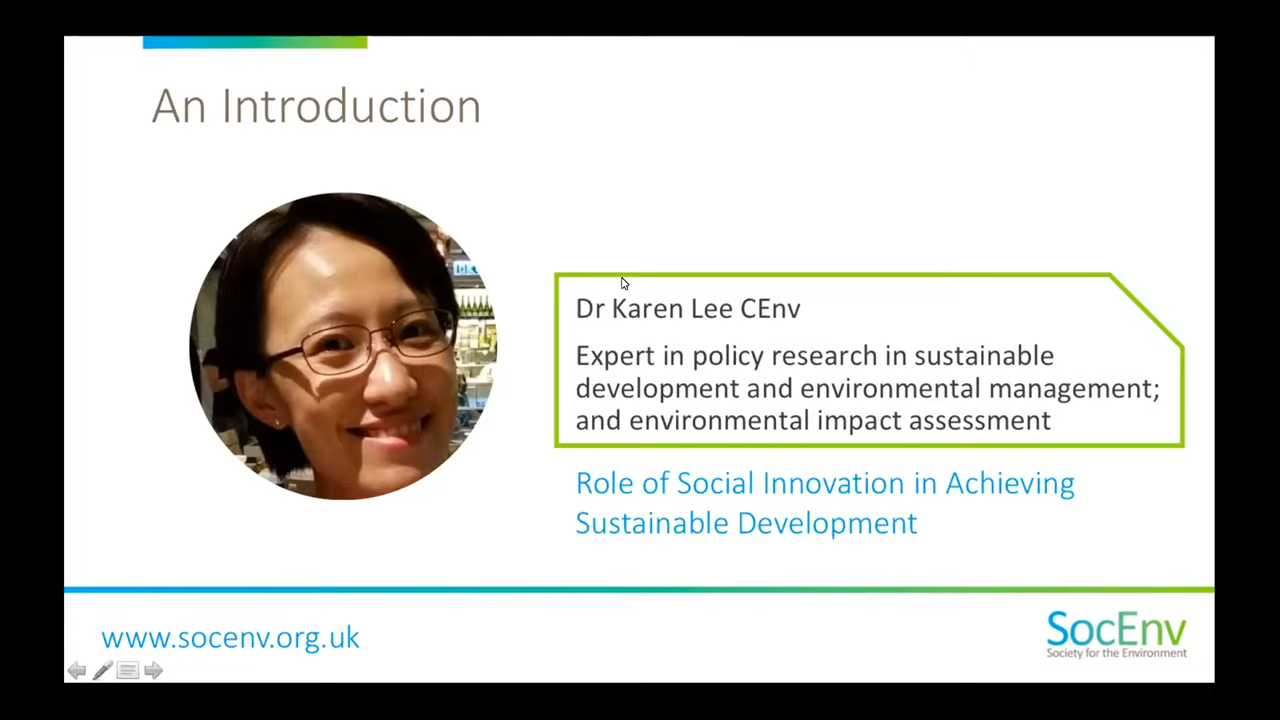 An Introduction
Dr Karen Lee CEnv
Expert in policy research in sustainable
development and environmental management;
and environmental impact assessment
Role of Social Innovation in Achieving
Sustainable Development
www.socenv.org.uk
SocEnv
Society for the Environment